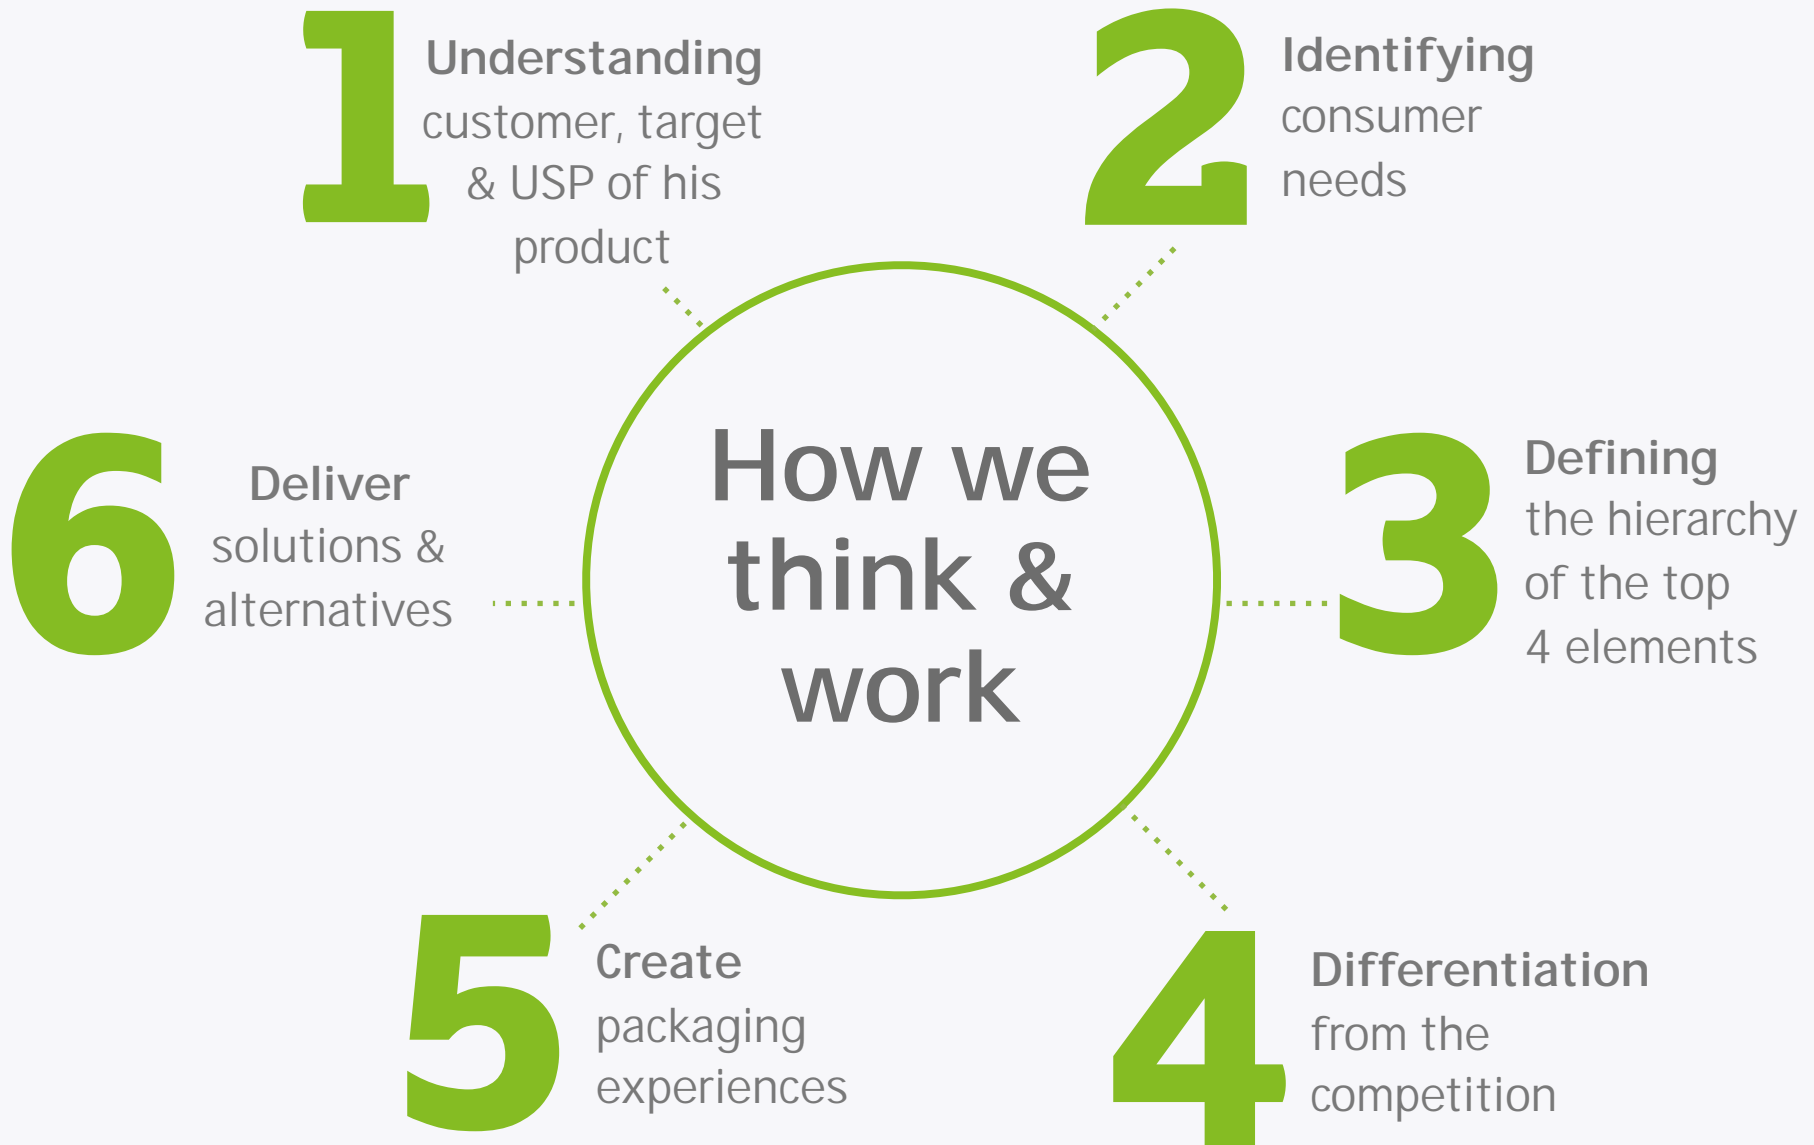 1
Understanding
customer, target
& USP of his
product
2
Identifying
consumer
needs
How we
think &
work
3
Defining
the hierarchy
of the top
4 elements
4
Differentiation
from the
competition
5
Create
packaging
experiences
6
Deliver
solutions &
alternatives